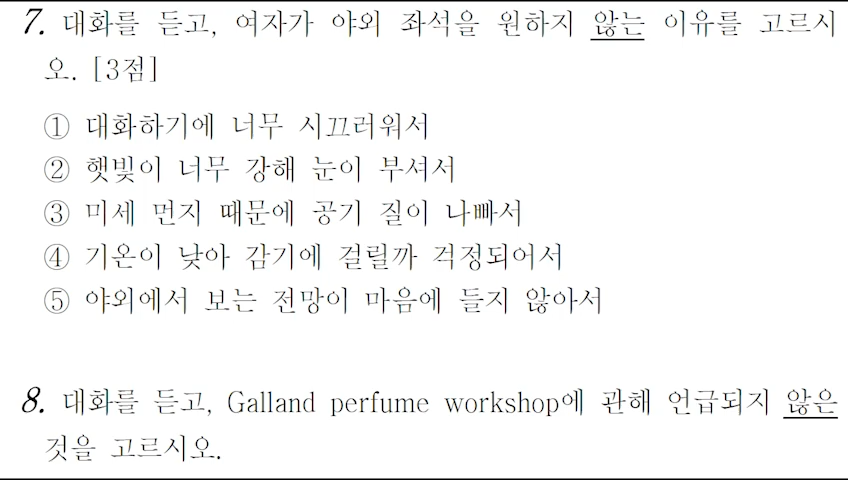 7. 대화를 듣고, 여자가 야외 좌석을 원하지 않는 이유를 고르시
오. [3점]
① 대화하기에 너무 시끄러워서
② 햇빛이 너무 강해 눈이 부셔서
③ 미세 먼지 때문에 공기 질이 나빠서
④ 기온이 낮아 감기에 걸릴까 걱정되어서
⑤ 야외에서 보는 전망이 마음에 들지 않아서
8. 대화를 듣고, Galland perfume workshop에 관해 언급되지 않은
것을 고르시오.